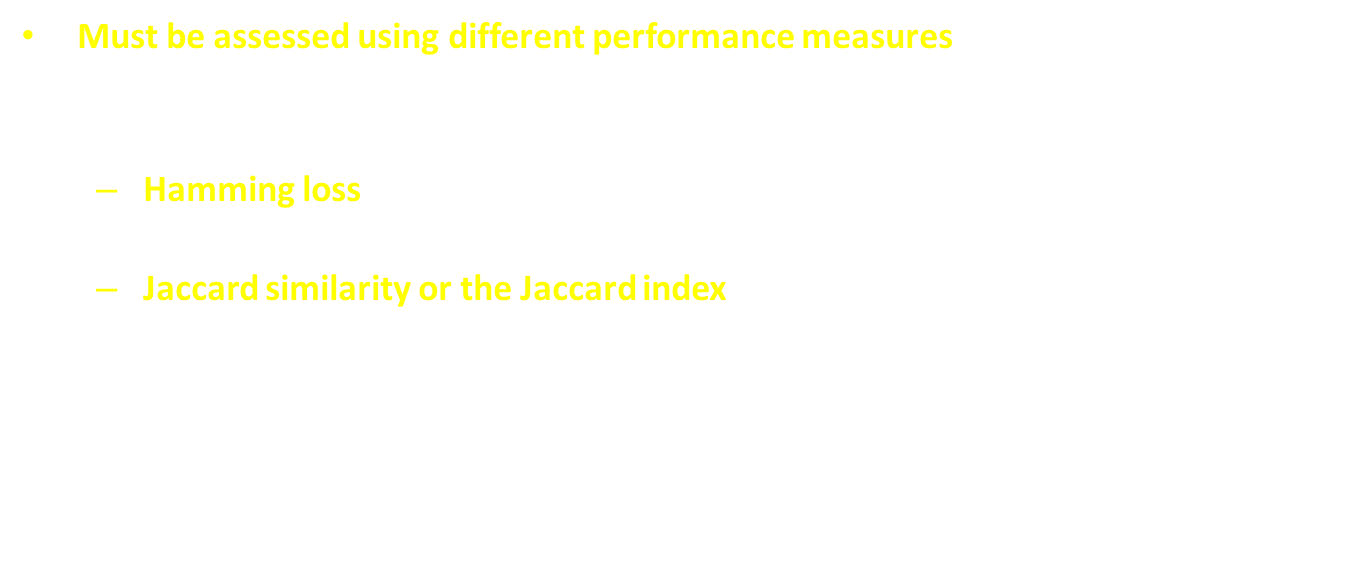 • Must be assessed using different performance measures
– Hamming loss
– Jaccard similarity or the Jaccard index